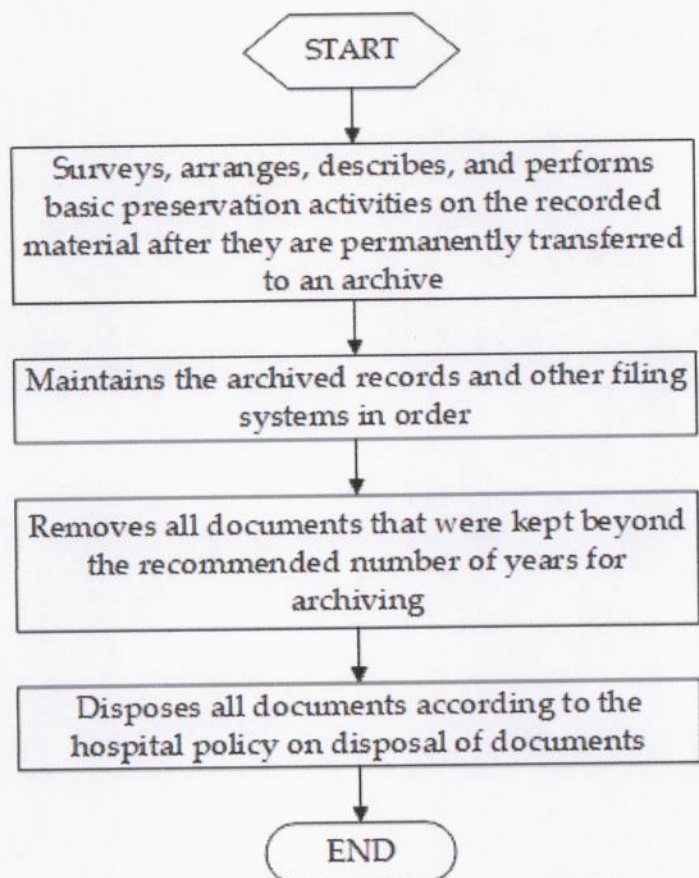 START
Surveys, arranges, describes, and performs
basic preservation activities on the recorded
material after they are permanently transferred
to an archive
Maintains the archived records and other filing
systems in order
Removes all documents that were kept beyond
the recommended number of years for
archiving
Disposes all documents according to the
hospital policy on disposal of documents
END